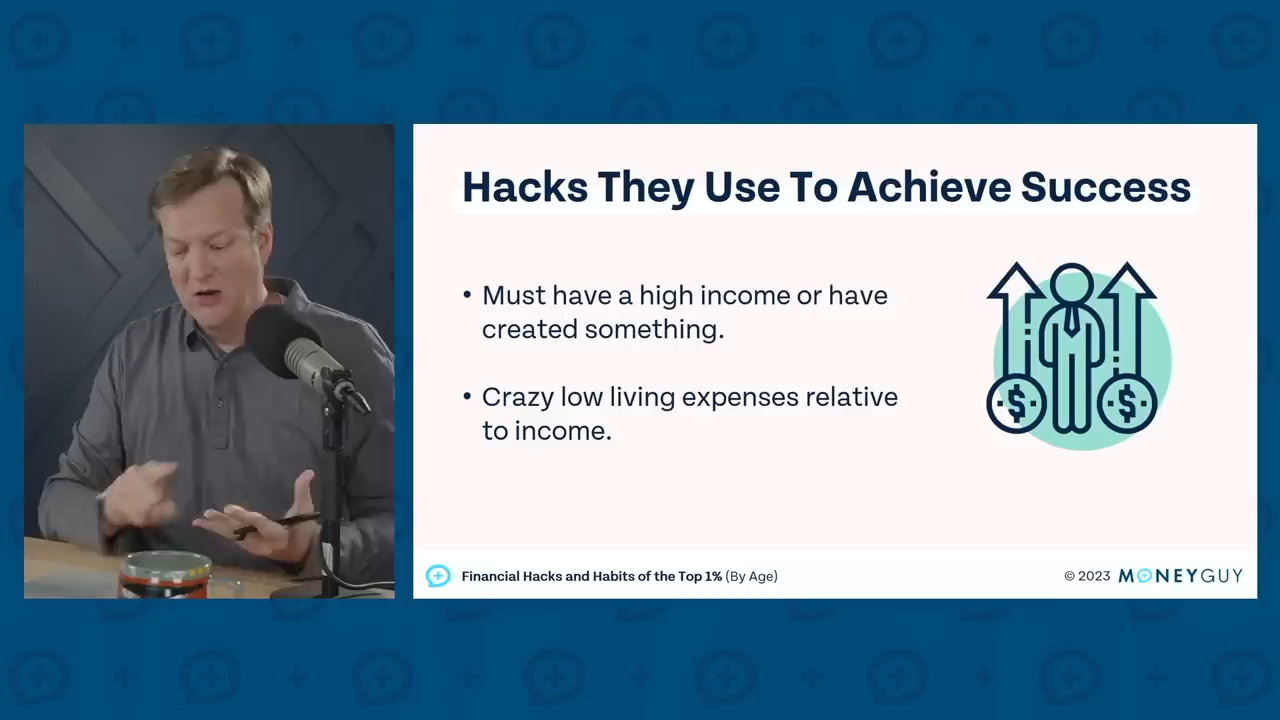 Hacks They Use To Achieve Success
• Must have a high income or have
created something.
• Crazy low living expenses relative
to income.
$ $
Financial Hacks and Habits of the Top 1% (By Age)
© 2023 MONEYGUY